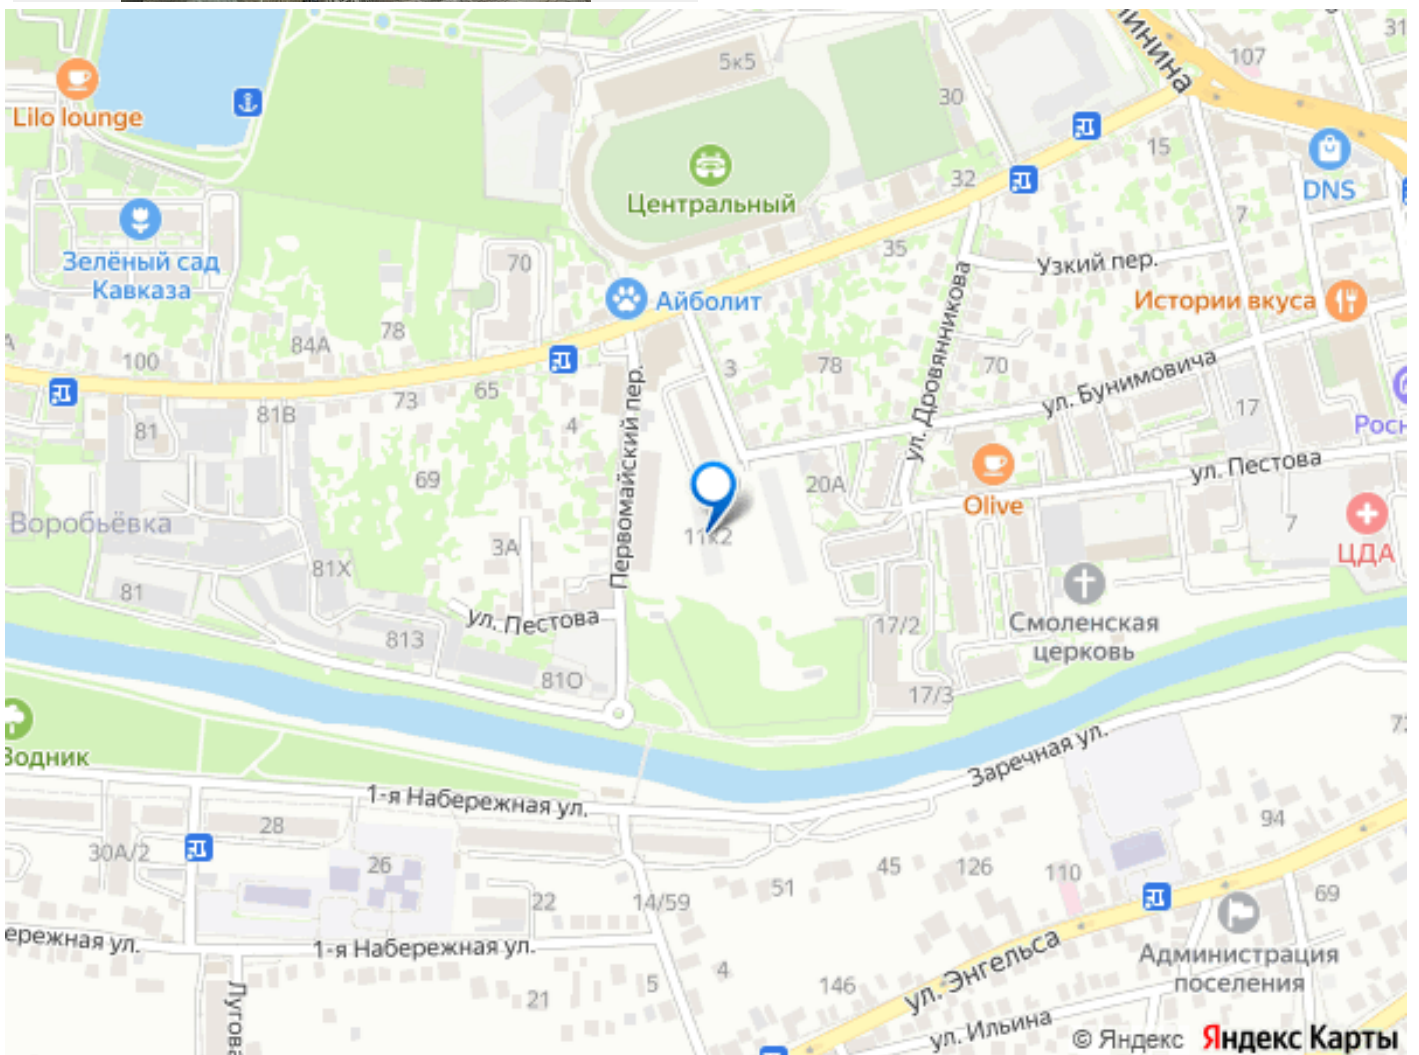 5к5
107
30
Lilo lounge
Центральный
15
32
DNS
7
Зелёный сад
Кавказа
70
35
Узкий пер.
Айболит
Истории вкуса
78
84А
100
ул. Дровянникова
3
78
70
ул. Бунимовича
65
73
81В
81
4
17
Первомайский пер.
69
20А
Olive
ул. Пестова
7
ЦДА
Воробьёвка
11к2
3А
81Х
81
ул. Пестова
813
17/2
Смоленская
церковь
81О
17/3
Водник
Заречная ул.
1-я Набережная ул.
28
30А/2
26
94
45
126
110
51
22
14/59
69
1-я Набережная ул.
ул. Энгельса
Администрация
поселения
4
5
146
21
ул. Ильина
© Яндекс Яндекс Карты